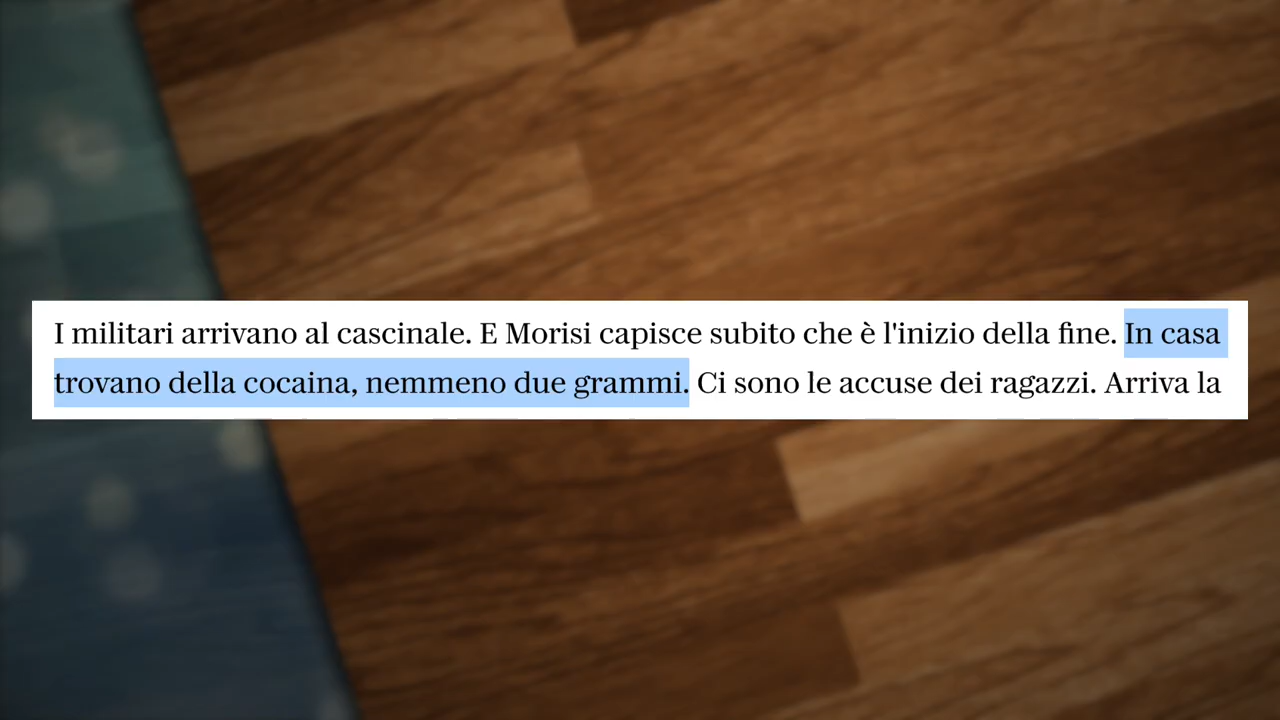 I militari arrivano al cascinale. E Morisi capisce subito che è l'inizio della fine. In casa
trovano della cocaina, nemmeno due grammi. Ci sono le accuse dei ragazzi. Arriva la